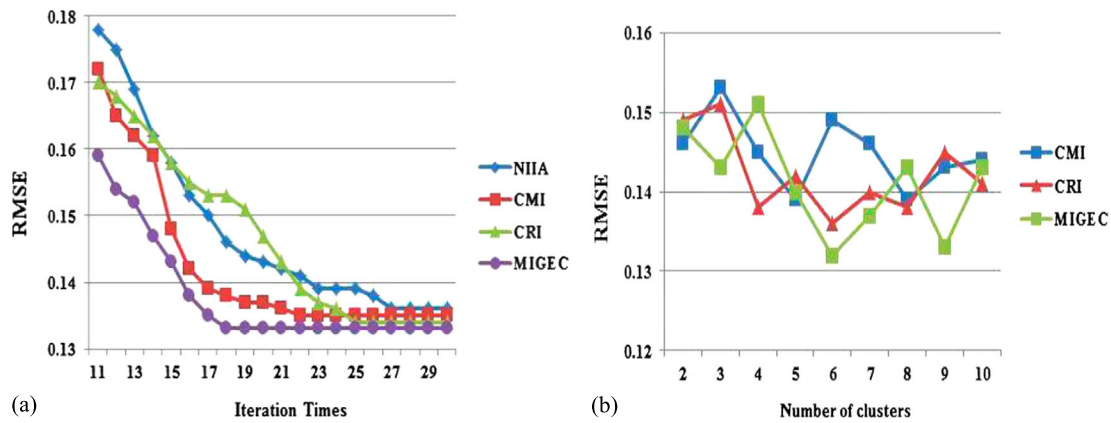 0.18
0.17
0.16
0.15
0.14
0.13
RMSE
11 13 15 17 19 21 23 25 27 29
Iteration Times
NIIA
CMI
CRI
MIGEC
(a)
0.16
0.15
0.14
0.13
0.12
RMSE
2 3 4 5 6 7 8 9 10
Number of clusters
CMI
CRI
MIGEC
(b)